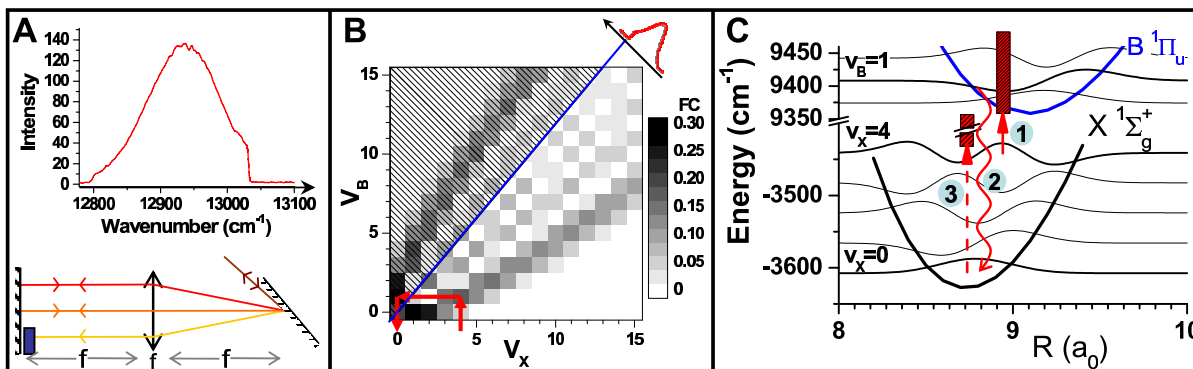 A
140
120
100
80
60
40
20
0
Intensity
12800 12900 13000 13100
Wavenumber (cm-1)
f f f
B
FC
0.30
0.25
0.20
0.15
0.10
0.05
0
15
10
5
0
VB
0 5 10 15
VX
C
Energy (cm-1)
9450
9400
9350
-3500
-3600
vB=1
vX=4
vX=0
B 1Πu
X 1Σg+
1
2
3
8 9 10
R (a0)